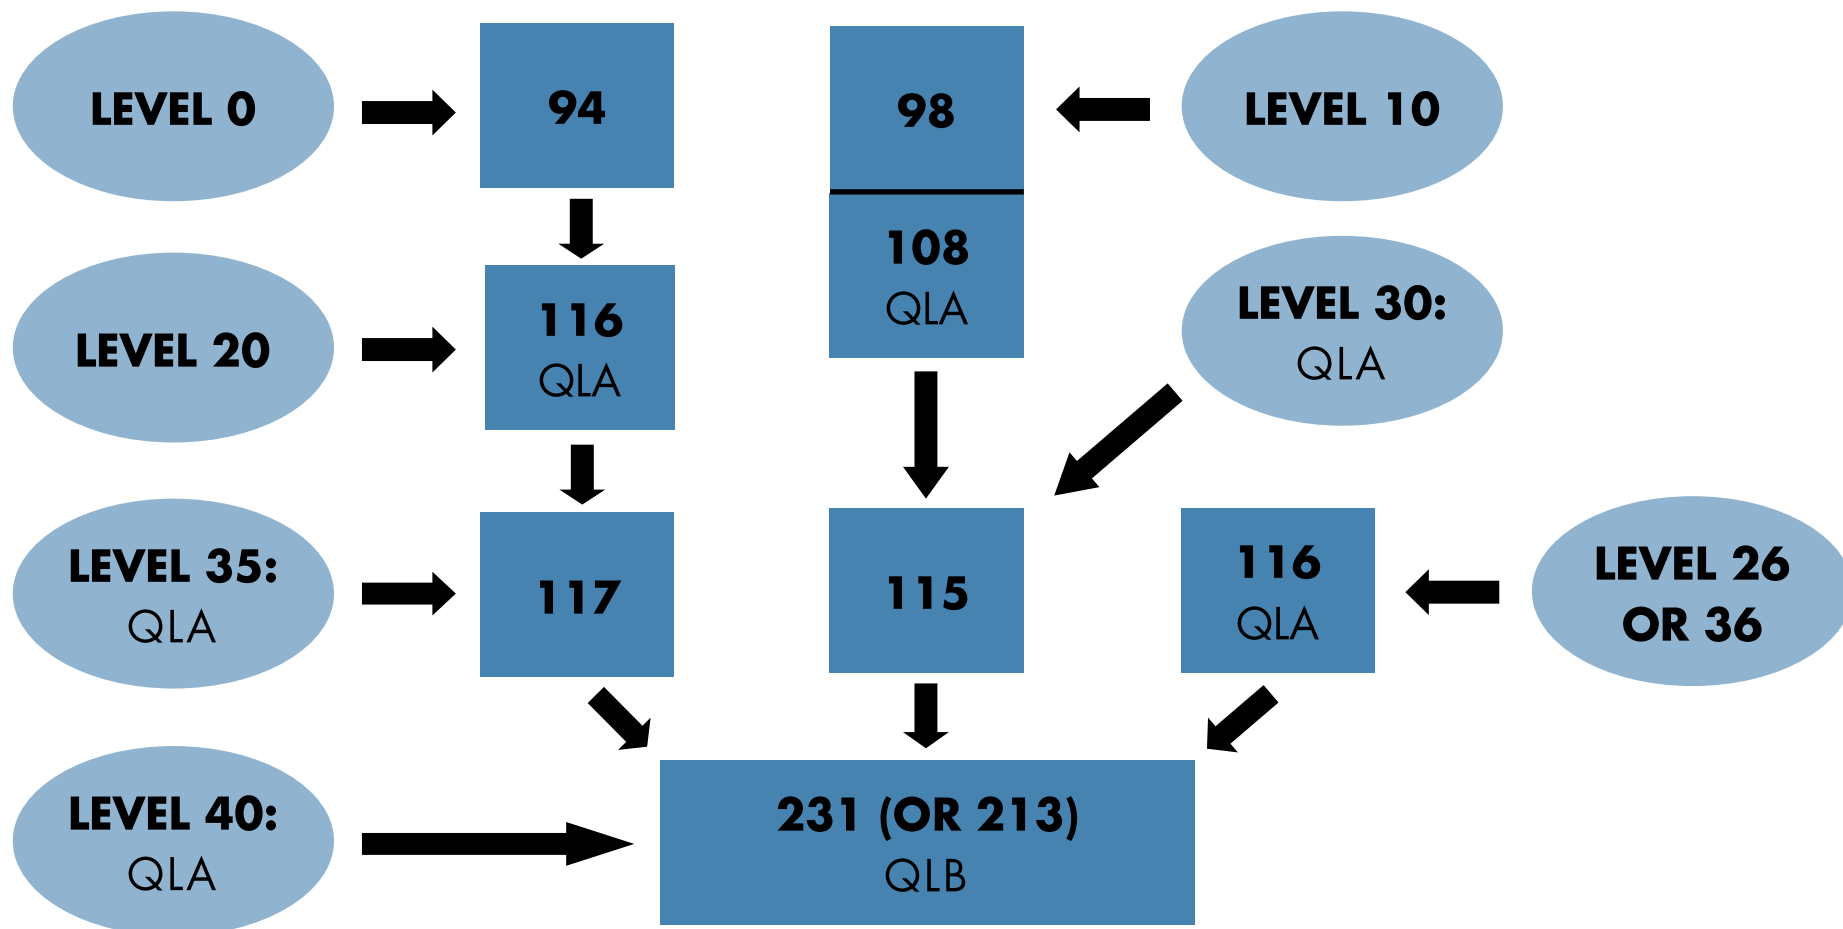 LEVEL 0
94
98
LEVEL 10
108
QLA
LEVEL 20
116
QLA
LEVEL 30:
QLA
LEVEL 35:
QLA
117
115
116
QLA
LEVEL 26
OR 36
LEVEL 40:
QLA
231 (OR 213)
QLB